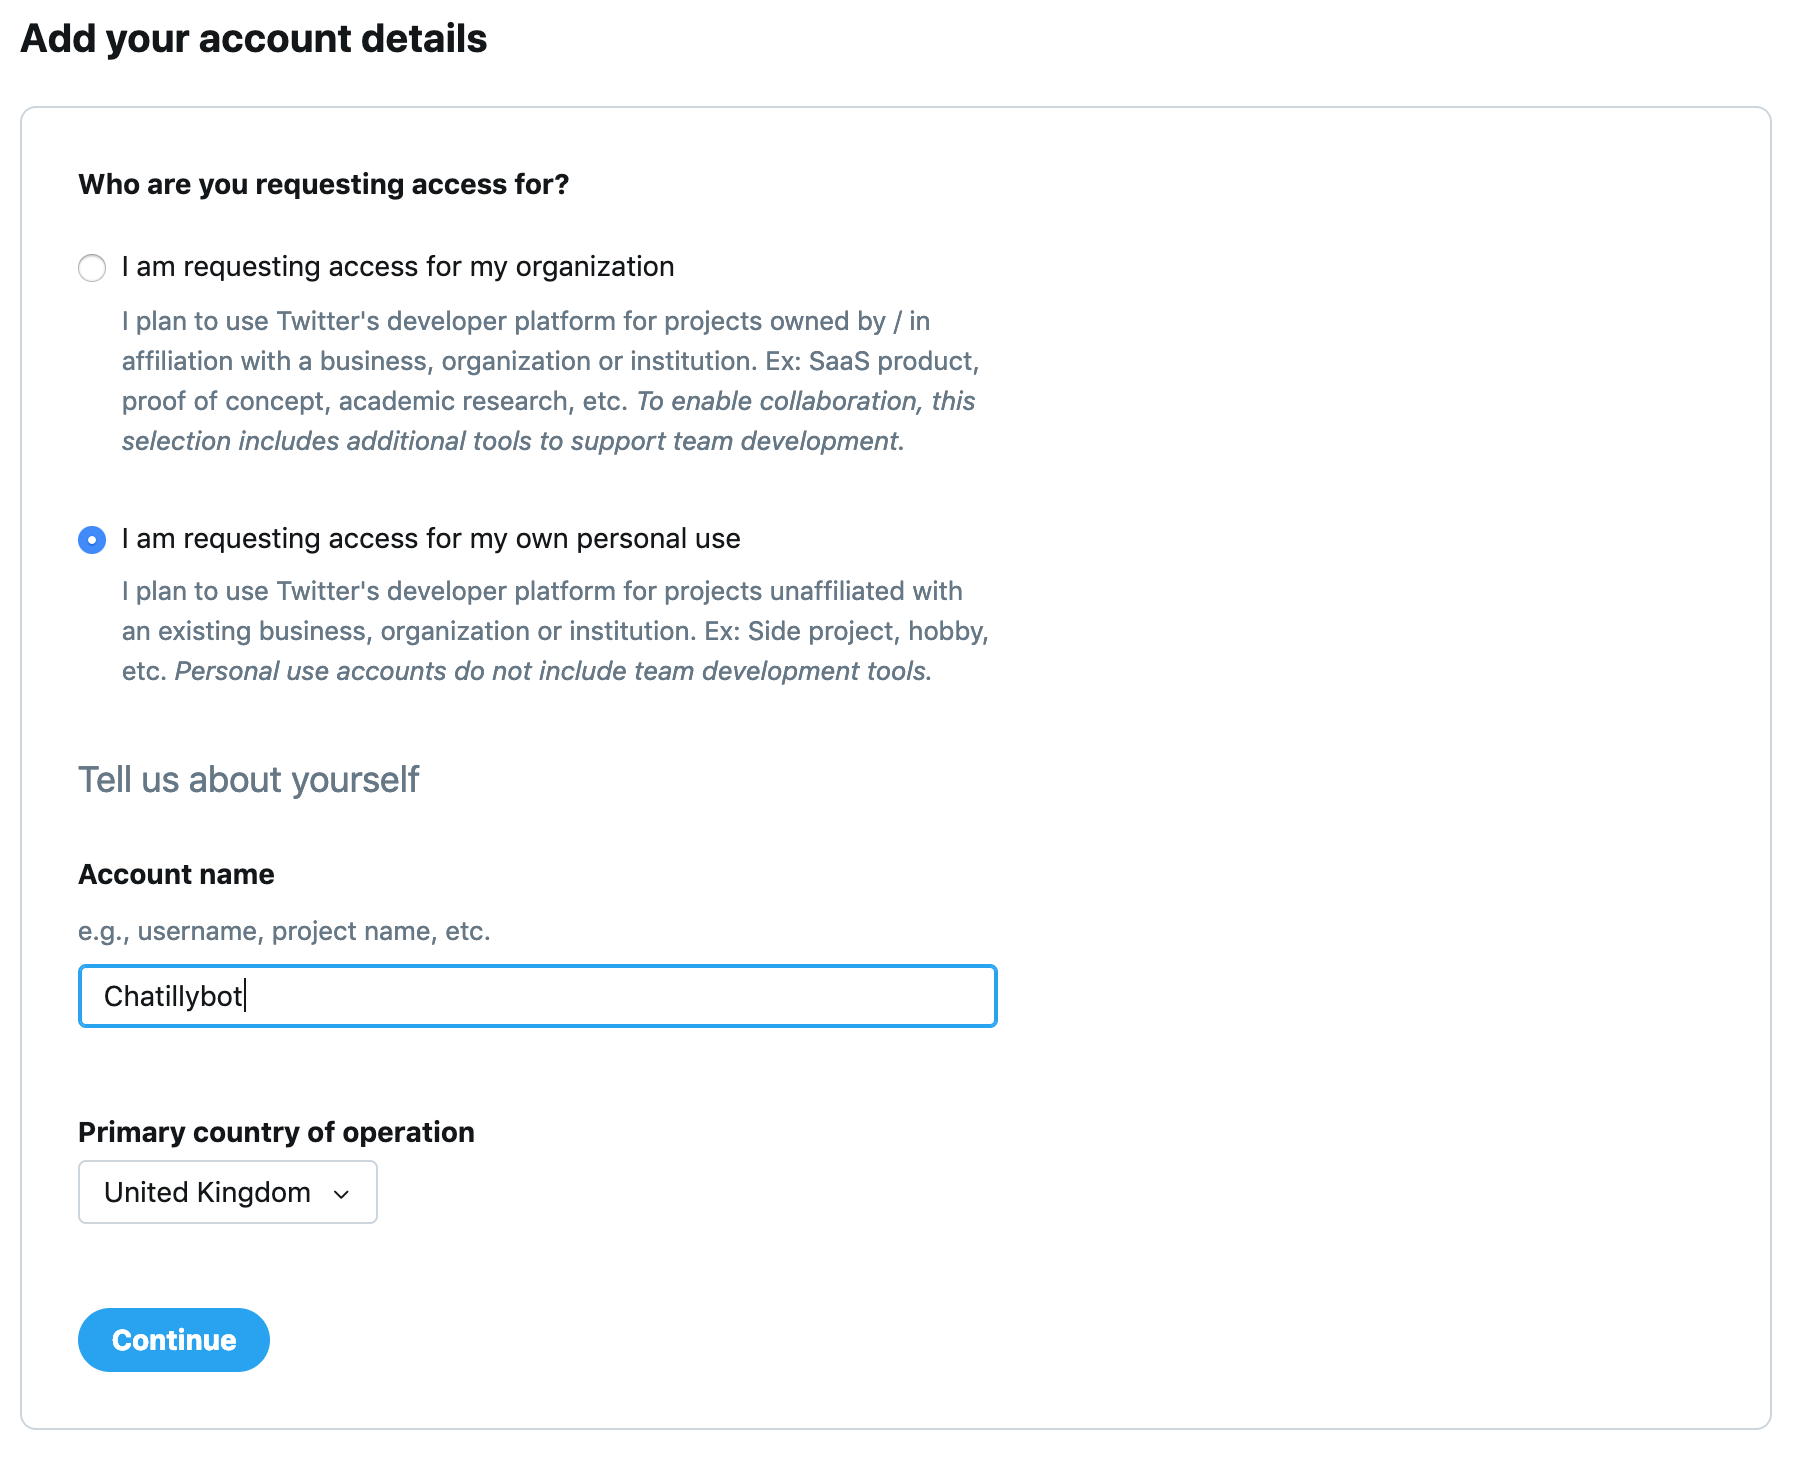 Add your account details
Who are you requesting access for?
I am requesting access for my organization
I plan to use Twitter's developer platform for projects owned by / in
affiliation with a business, organization or institution. Ex: SaaS product,
proof of concept, academic research, etc. To enable collaboration, this
selection includes additional tools to support team development.
I am requesting access for my own personal use
I plan to use Twitter's developer platform for projects unaffiliated with
an existing business, organization or institution. Ex: Side project, hobby,
etc. Personal use accounts do not include team development tools.
Tell us about yourself
Account name
e.g., username, project name, etc.
Chatillybot
Primary country of operation
United Kingdom
Continue